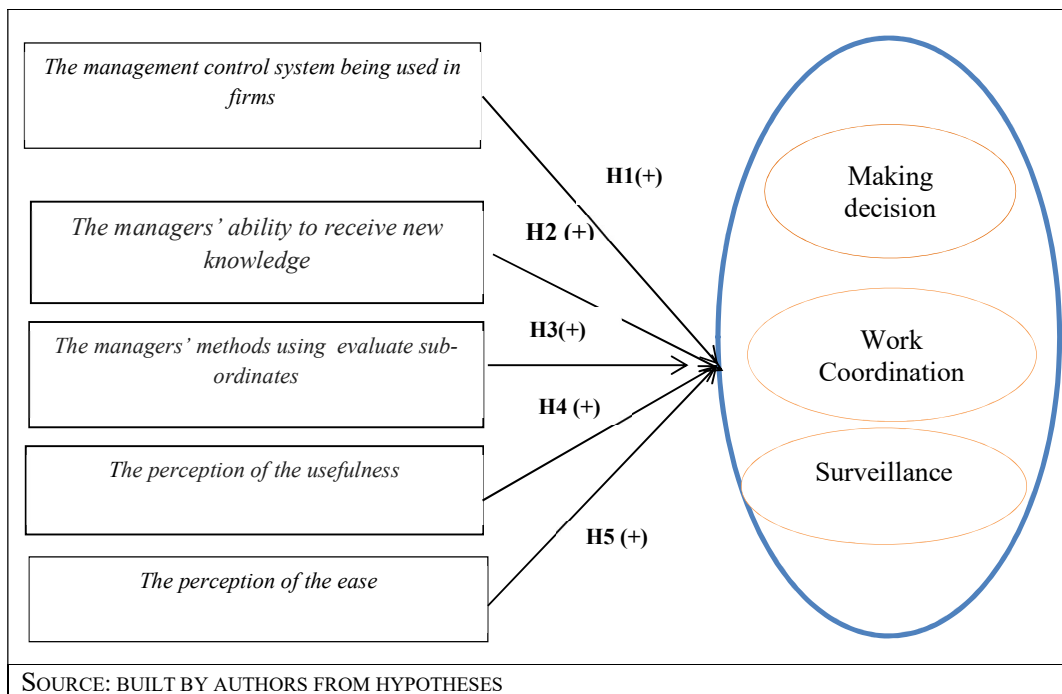 The management control system being used in
firms
H1(+)
Making
decision
The managers’ ability to receive new
knowledge
H2 (+)
The managers’ methods using evaluate sub-
ordinates
H3(+)
Work
Coordination
H4 (+)
The perception of the usefulness
Surveillance
H5 (+)
The perception of the ease
SOURCE: BUILT BY AUTHORS FROM HYPOTHESES